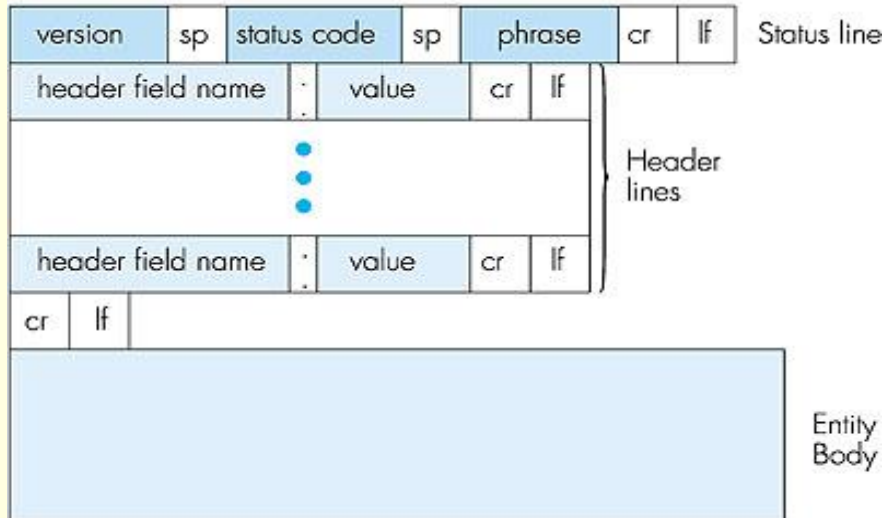 version sp status code sp phrase cr lf Status line
header field name : value cr lf
Header
lines
header field name : value cr lf
cr lf
Entity
Body